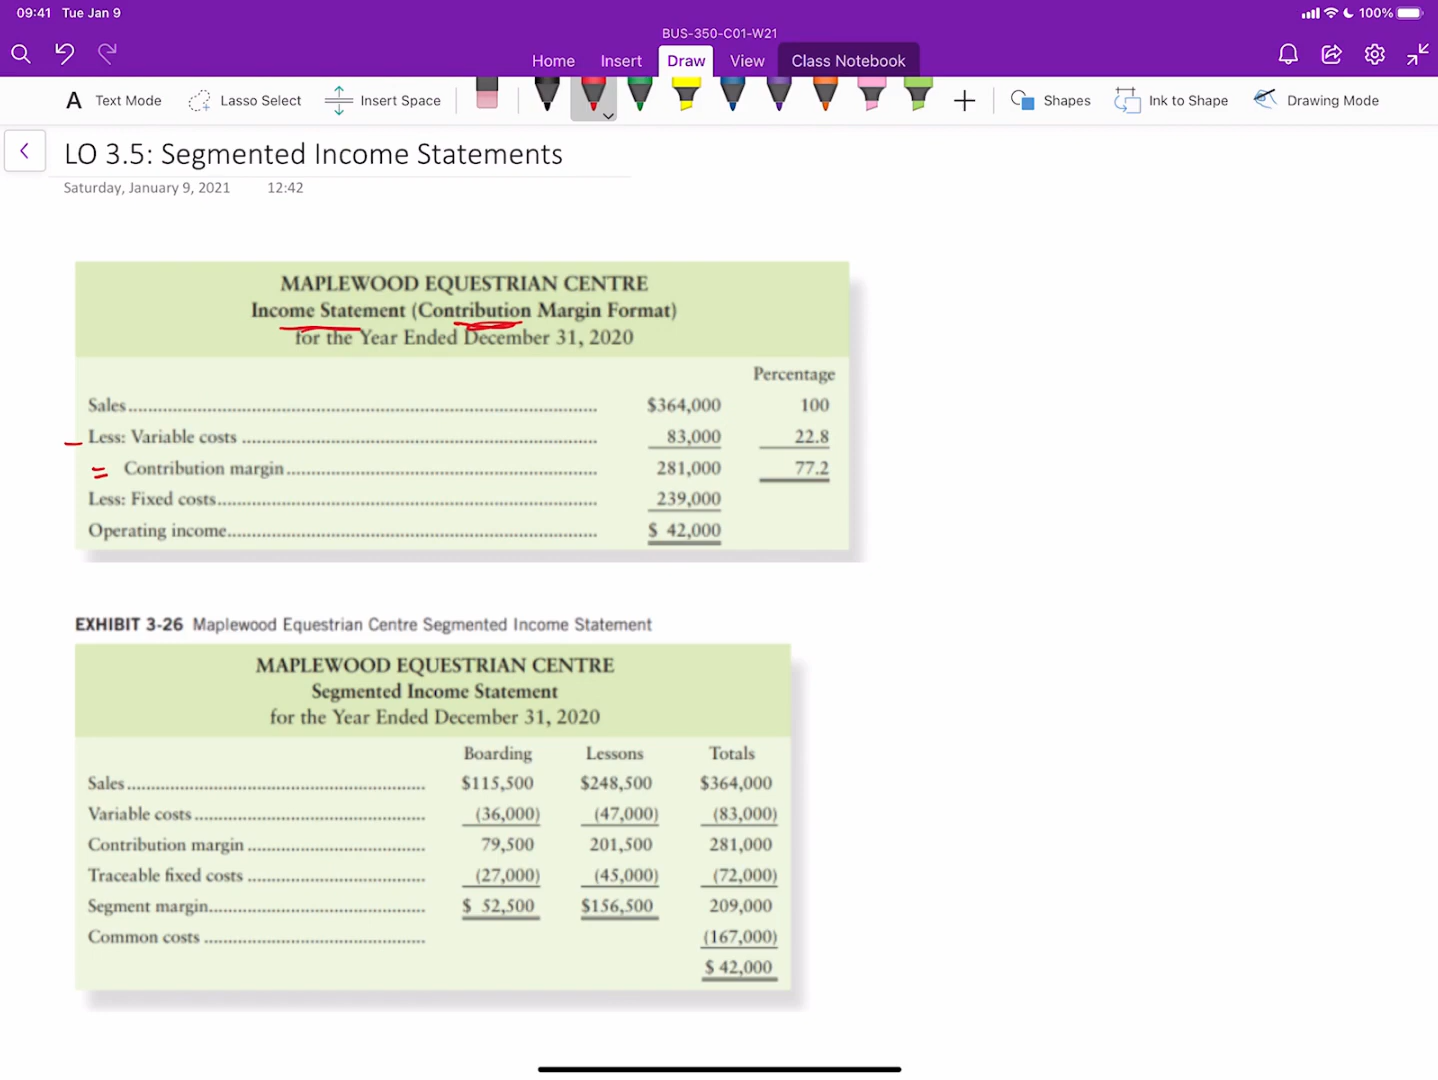 09:41 Tue Jan 9 100%
BUS-350-C01-W21
Home Insert Draw View Class Notebook
A Text Mode Lasso Select Insert Space Shapes Ink to Shape Drawing Mode
LO 3.5: Segmented Income Statements
Saturday, January 9, 2021 12:42
MAPLEWOOD EQUESTRIAN CENTRE
Income Statement (Contribution Margin Format)
for the Year Ended December 31, 2020
Percentage
Sales $364,000 100
– Less: Variable costs 83,000 22.8
= Contribution margin 281,000 77.2
Less: Fixed costs 239,000
Operating income $ 42,000
EXHIBIT 3-26 Maplewood Equestrian Centre Segmented Income Statement
MAPLEWOOD EQUESTRIAN CENTRE
Segmented Income Statement
for the Year Ended December 31, 2020
Boarding Lessons Totals
Sales $115,500 $248,500 $364,000
Variable costs (36,000) (47,000) (83,000)
Contribution margin 79,500 201,500 281,000
Traceable fixed costs (27,000) (45,000) (72,000)
Segment margin $ 52,500 $156,500 209,000
Common costs (167,000)
$ 42,000